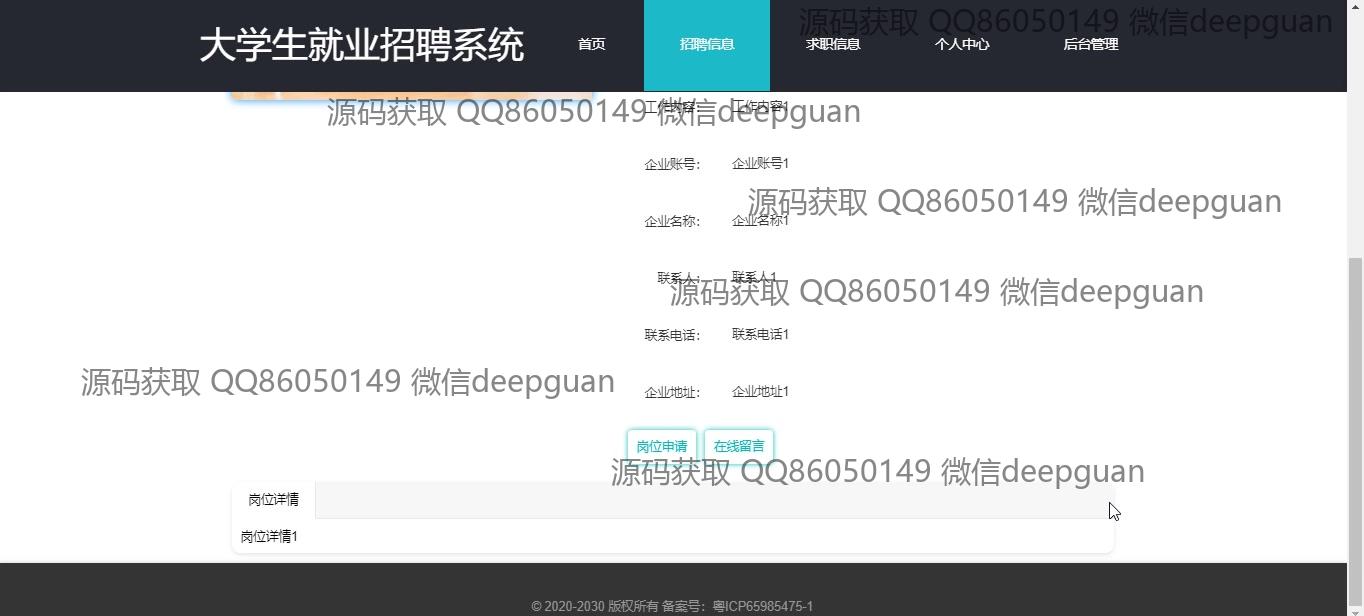 大学生就业招聘系统 首页 招聘信息 求职信息 个人中心 后台管理
源码获取 QQ86050149 微信deepguan
工作内容： 工作内容1
源码获取 QQ86050149 微信deepguan
企业账号： 企业账号1
源码获取 QQ86050149 微信deepguan
企业名称： 企业名称1
联系人： 联系人1
源码获取 QQ86050149 微信deepguan
联系电话： 联系电话1
源码获取 QQ86050149 微信deepguan
企业地址： 企业地址1
岗位申请 在线留言
源码获取 QQ86050149 微信deepguan
岗位详情
岗位详情1
© 2020-2030 版权所有 备案号：粤ICP65985475-1